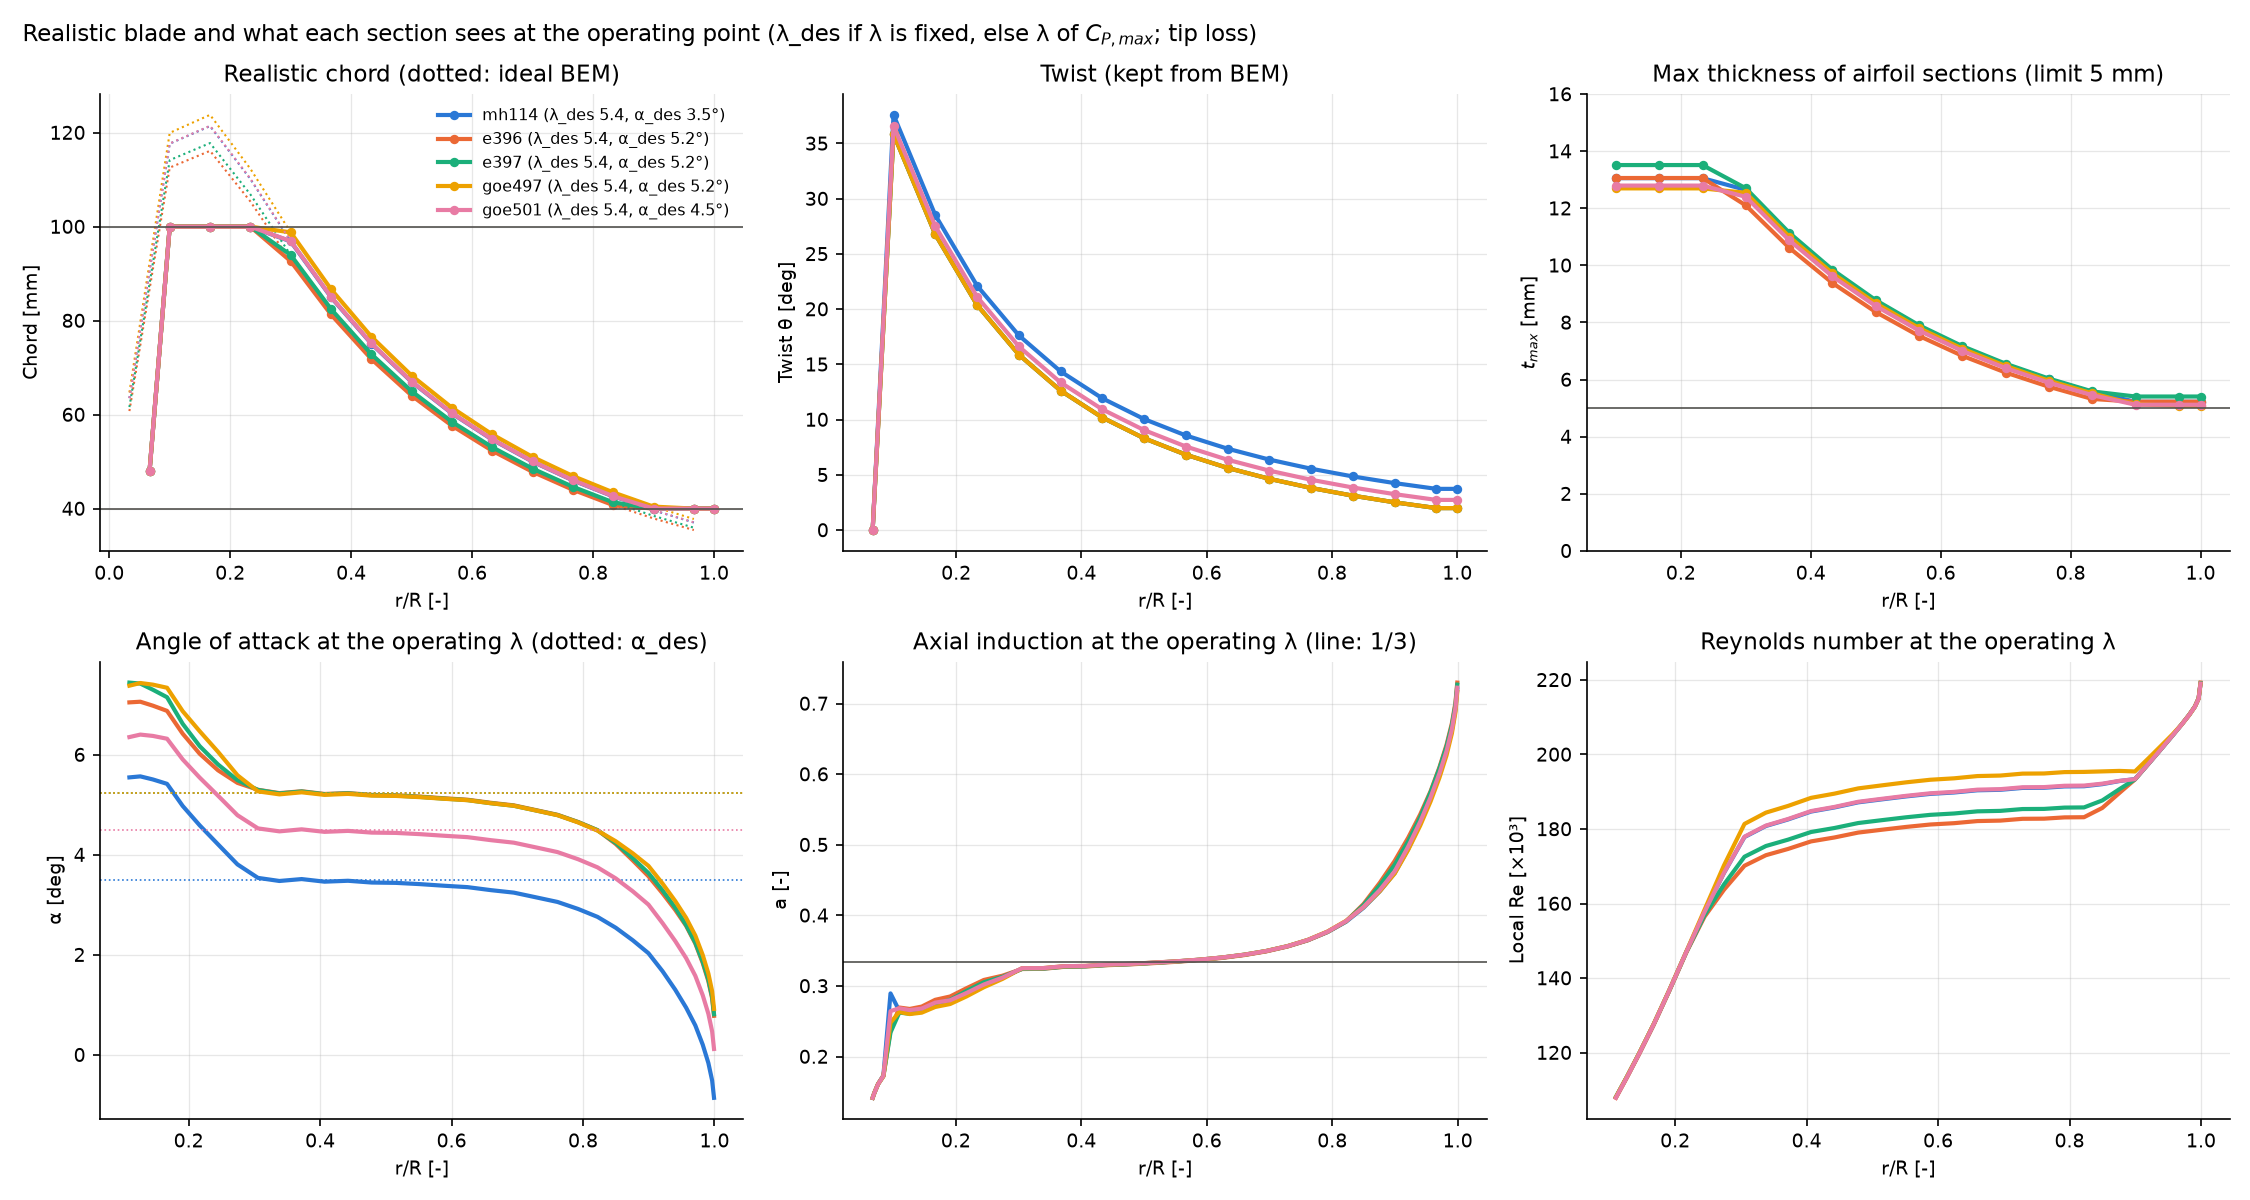 Realistic blade and what each section sees at the operating point (λ_des if λ is fixed, else λ of C_{P,max}; tip loss)
Realistic chord (dotted: ideal BEM)
Chord [mm]
120
100
80
60
40
mh114 (λ_des 5.4, α_des 3.5°)
e396 (λ_des 5.4, α_des 5.2°)
e397 (λ_des 5.4, α_des 5.2°)
goe497 (λ_des 5.4, α_des 5.2°)
goe501 (λ_des 5.4, α_des 4.5°)
0.0 0.2 0.4 0.6 0.8 1.0
r/R [-]
Twist (kept from BEM)
Twist θ [deg]
35
30
25
20
15
10
5
0
0.2 0.4 0.6 0.8 1.0
r/R [-]
Max thickness of airfoil sections (limit 5 mm)
t_{max} [mm]
16
14
12
10
8
6
4
2
0
0.2 0.4 0.6 0.8 1.0
r/R [-]
Angle of attack at the operating λ (dotted: α_des)
α [deg]
6
4
2
0
0.2 0.4 0.6 0.8 1.0
r/R [-]
Axial induction at the operating λ (line: 1/3)
a [-]
0.7
0.6
0.5
0.4
0.3
0.2
0.2 0.4 0.6 0.8 1.0
r/R [-]
Reynolds number at the operating λ
Local Re [×10³]
220
200
180
160
140
120
0.2 0.4 0.6 0.8 1.0
r/R [-]